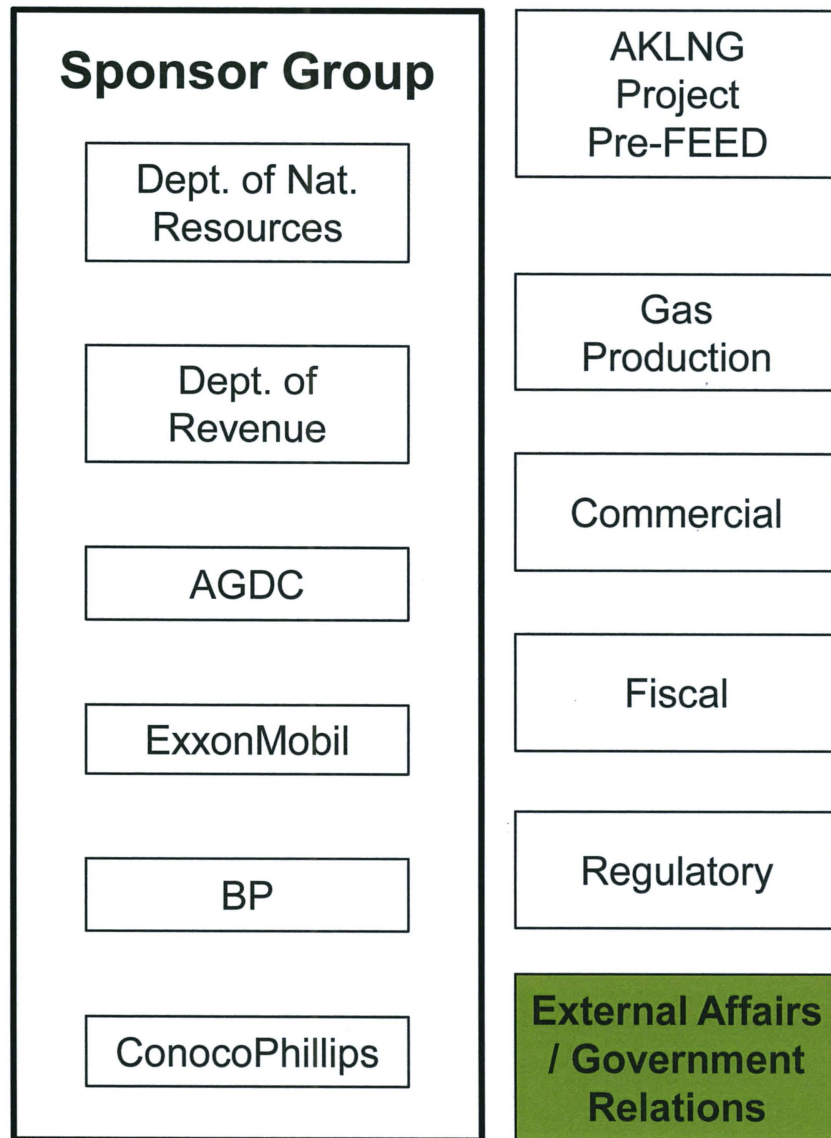 Sponsor Group
Dept. of Nat.
Resources
Dept. of
Revenue
AGDC
ExxonMobil
BP
ConocoPhillips
AKLNG
Project
Pre-FEED
Gas
Production
Commercial
Fiscal
Regulatory
External Affairs
/ Government
Relations